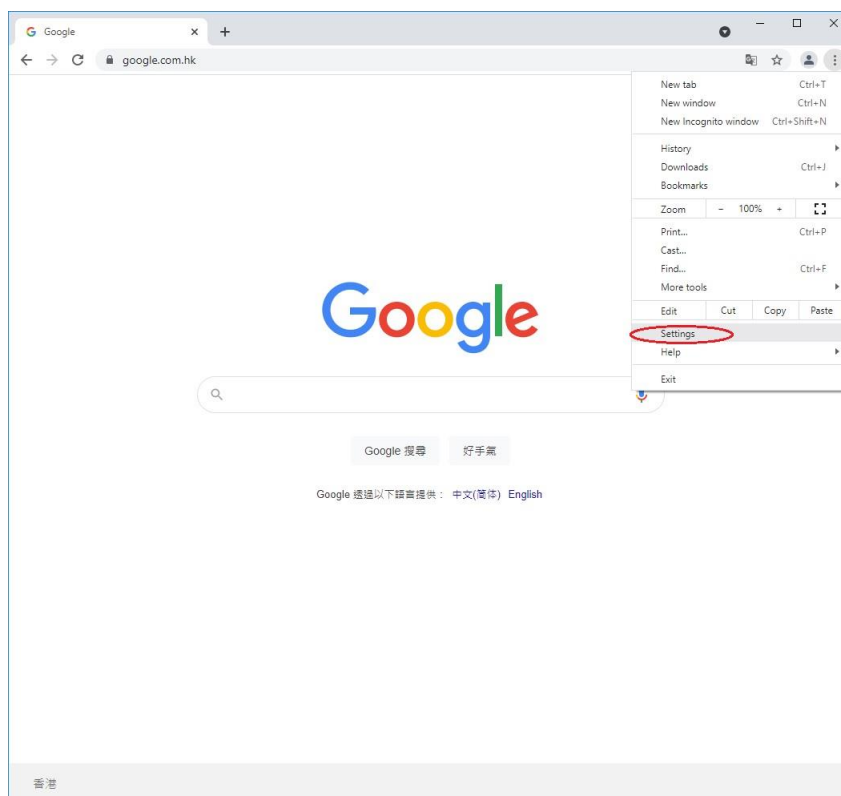 Google
google.com.hk
New tab Ctrl+T
New window Ctrl+N
New Incognito window Ctrl+Shift+N
History
Downloads Ctrl+J
Bookmarks
Zoom - 100% +
Print... Ctrl+P
Cast...
Find... Ctrl+F
More tools
Edit Cut Copy Paste
Settings
Help
Exit
Google
Google 搜尋 好手氣
Google 透過以下語言提供： 中文(简体) English
香港